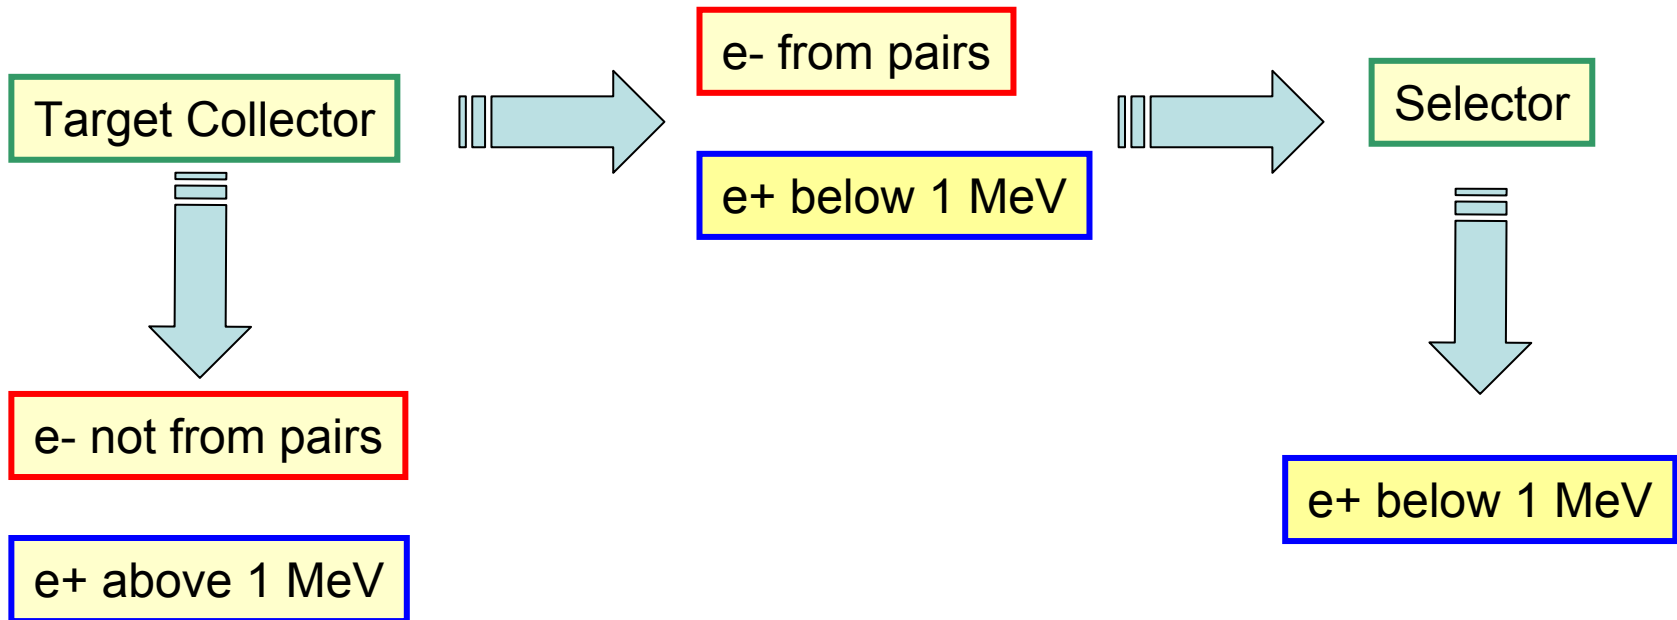 Target Collector
e- from pairs
e+ below 1 MeV
Selector
e- not from pairs
e+ above 1 MeV
e+ below 1 MeV